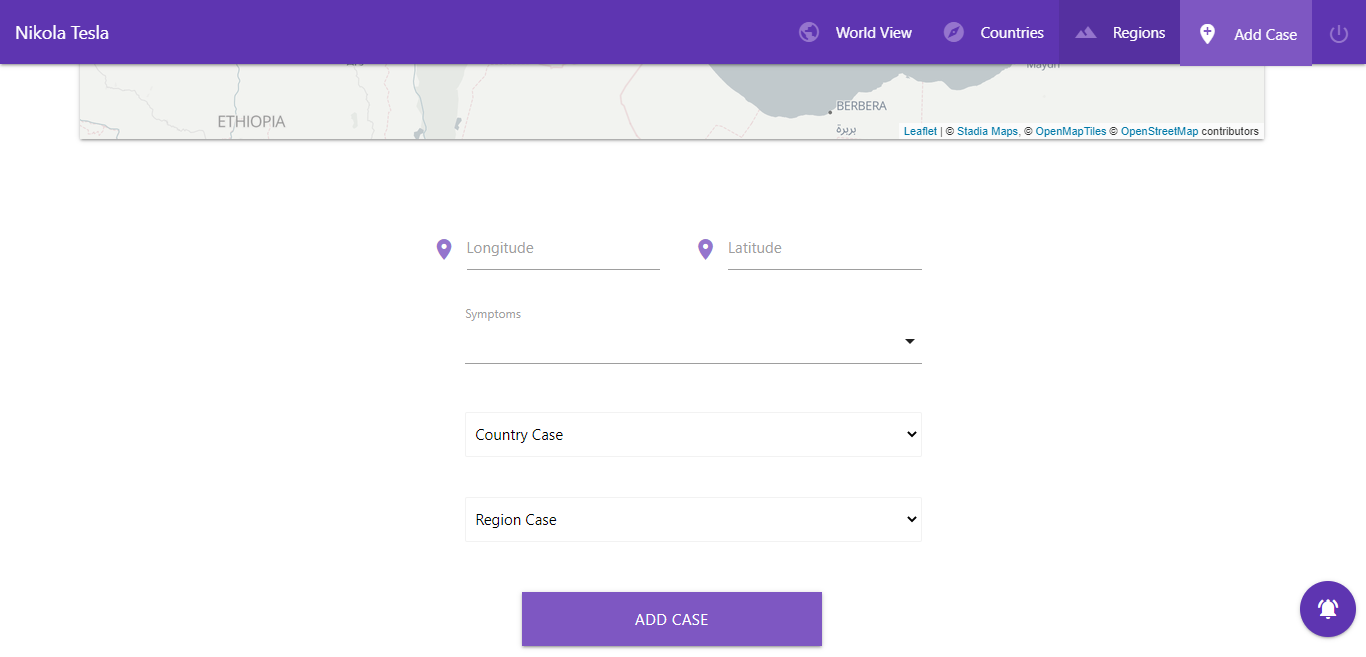 Nikola Tesla
World View
Countries
Regions
Add Case
ETHIOPIA
BERBERA
بربرة
Leaflet | © Stadia Maps, © OpenMapTiles © OpenStreetMap contributors
Longitude
Latitude
Symptoms
Country Case
Region Case
ADD CASE